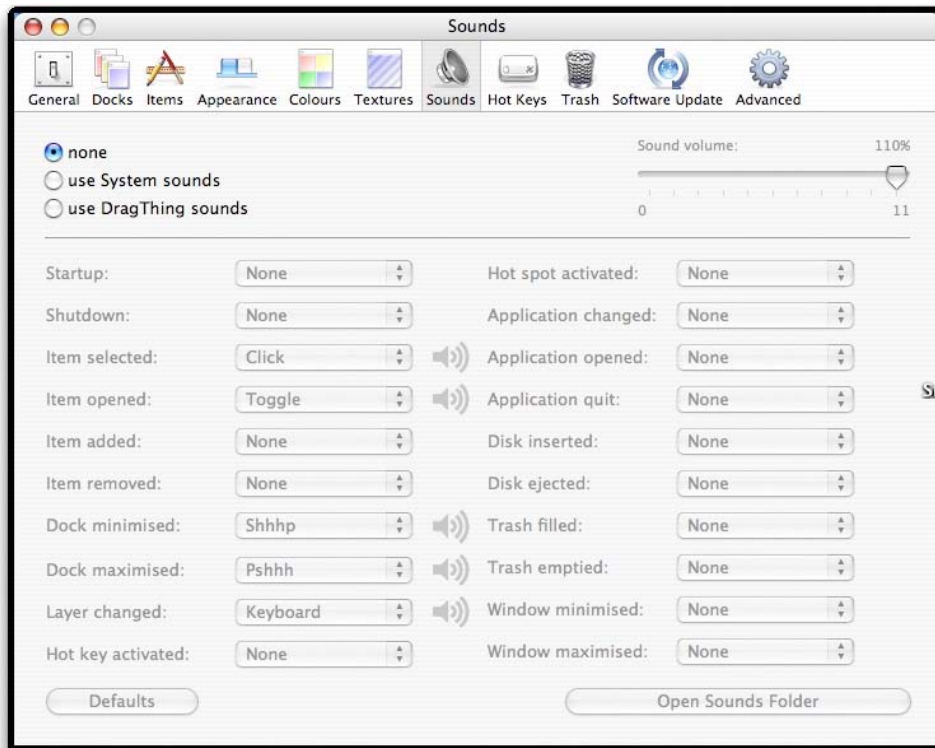 Sounds
General Docks Items Appearance Colours Textures Sounds Hot Keys Trash Software Update Advanced
none
Sound volume: 110%
use System sounds
use DragThing sounds
0 11
Startup: None Hot spot activated: None
Shutdown: None Application changed: None
Item selected: Click Application opened: None
Item opened: Toggle Application quit: None
Item added: None Disk inserted: None
Item removed: None Disk ejected: None
Dock minimised: Shhhp Trash filled: None
Dock maximised: Pshhh Trash emptied: None
Layer changed: Keyboard Window minimised: None
Hot key activated: None Window maximised: None
Defaults Open Sounds Folder